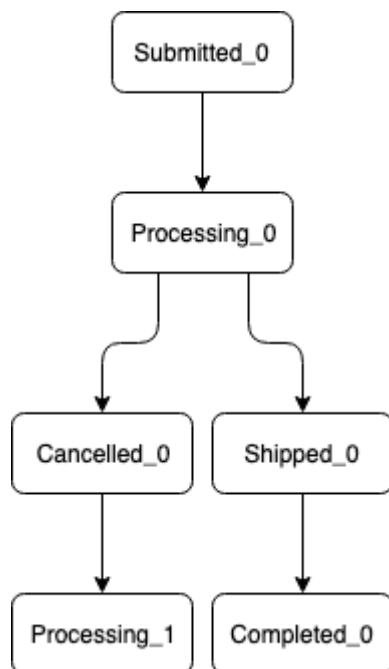 Submitted_0
Processing_0
Cancelled_0
Shipped_0
Processing_1
Completed_0